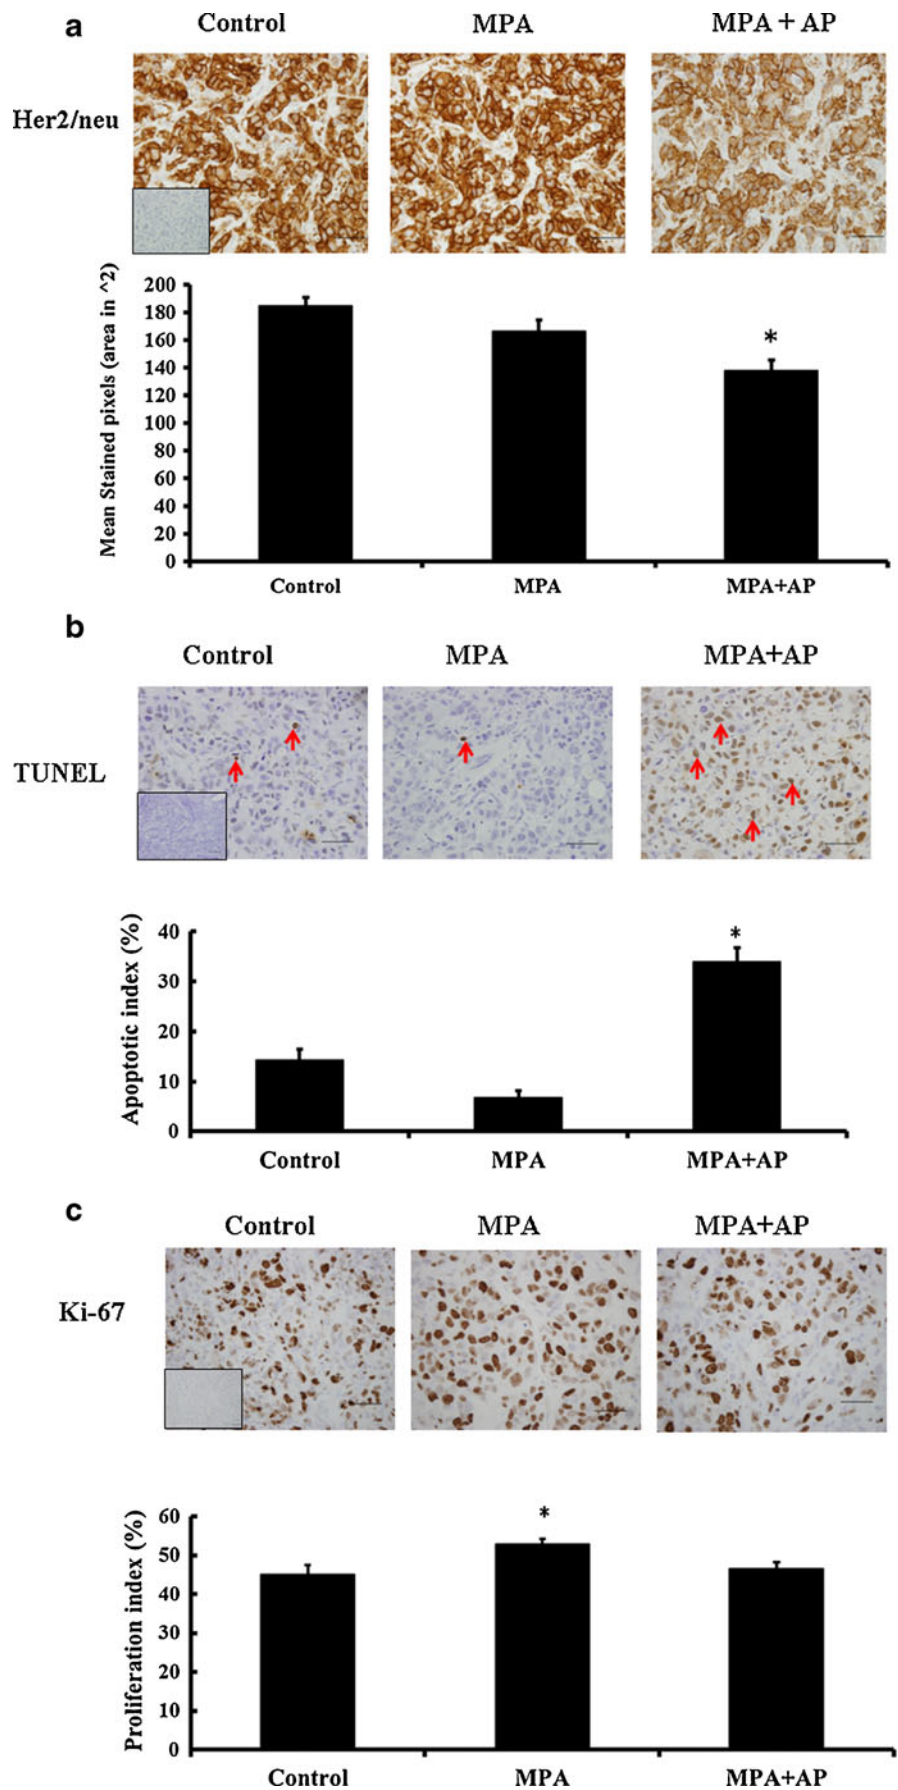 a
Control MPA MPA + AP
Her2/neu
Mean Stained pixels (area in ^2)
200
180
160
140
120
100
80
60
40
20
0
*
Control MPA MPA+AP
b
Control MPA MPA+AP
TUNEL
Apoptotic index (%)
40
30
20
10
0
*
Control MPA MPA+AP
c
Control MPA MPA+AP
Ki-67
Proliferation index (%)
60
50
40
30
20
10
0
*
Control MPA MPA+AP